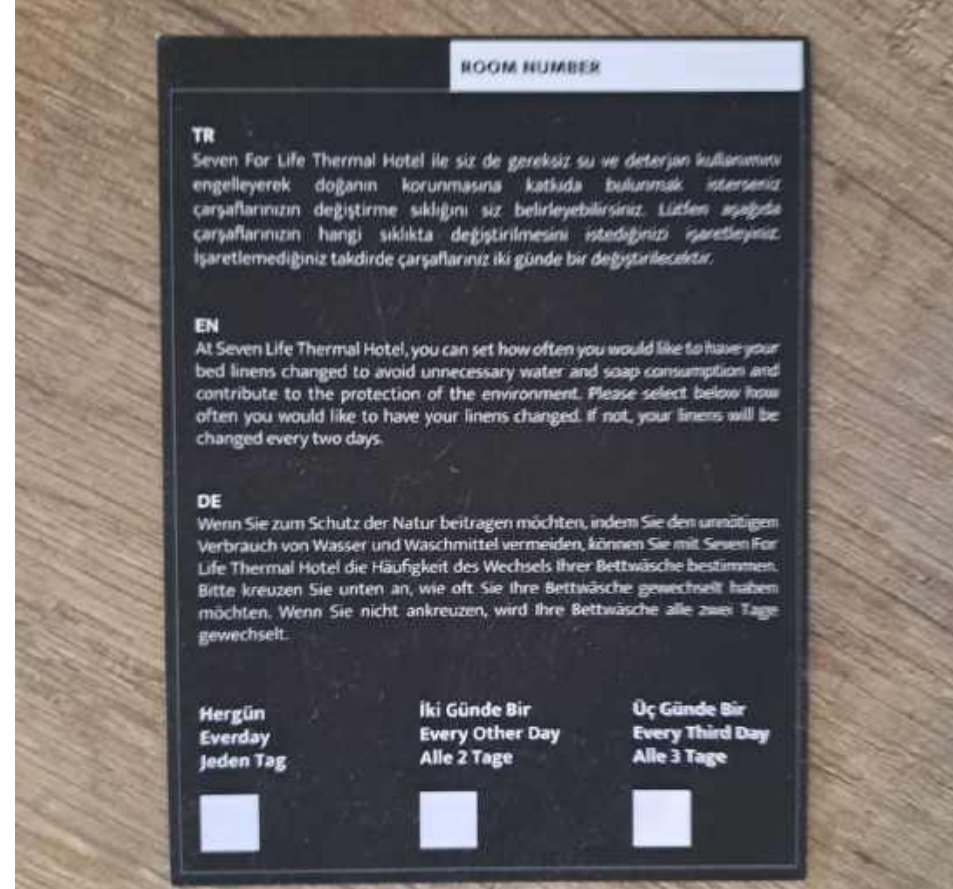 ROOM NUMBER
TR
Seven For Life Thermal Hotel ile siz de gereksiz su ve deterjan kullanımını
engelleyerek doğanın korunmasına katkıda bulunmak isterseniz
çarşaflarınızın değiştirme sıklığını siz belirleyebilirsiniz. Lütfen aşağıda
çarşaflarınızın hangi sıklıkta değiştirilmesini istediğinizi işaretleyiniz.
İşaretlemediğiniz takdirde çarşaflarınız iki günde bir değiştirilecektir.
EN
At Seven Life Thermal Hotel, you can set how often you would like to have your
bed linens changed to avoid unnecessary water and soap consumption and
contribute to the protection of the environment. Please select below how
often you would like to have your linens changed. If not, your linens will be
changed every two days.
DE
Wenn Sie zum Schutz der Natur beitragen möchten, indem Sie den unnötigem
Verbrauch von Wasser und Waschmittel vermeiden, können Sie mit Seven For
Life Thermal Hotel die Häufigkeit des Wechsels Ihrer Bettwäsche bestimmen.
Bitte kreuzen Sie unten an, wie oft Sie Ihre Bettwäsche gewechselt haben
möchten. Wenn Sie nicht ankreuzen, wird Ihre Bettwäsche alle zwei Tage
gewechselt.
Hergün
Everday
Jeden Tag
İki Günde Bir
Every Other Day
Alle 2 Tage
Üç Günde Bir
Every Third Day
Alle 3 Tage